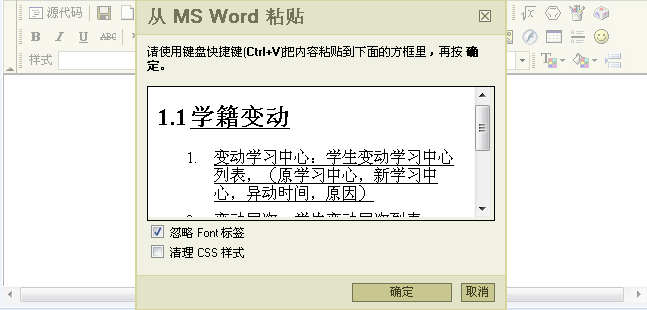 从 MS Word 粘贴
源代码
B I U ABC
样式
请使用键盘快捷键(Ctrl+V)把内容粘贴到下面的方框里，再按 确
定。
1.1 学籍变动
1. 变动学习中心：学生变动学习中心
列表，（原学习中心，新学习中
心，异动时间，原因）
忽略 Font 标签
清理 CSS 样式
确定
取消